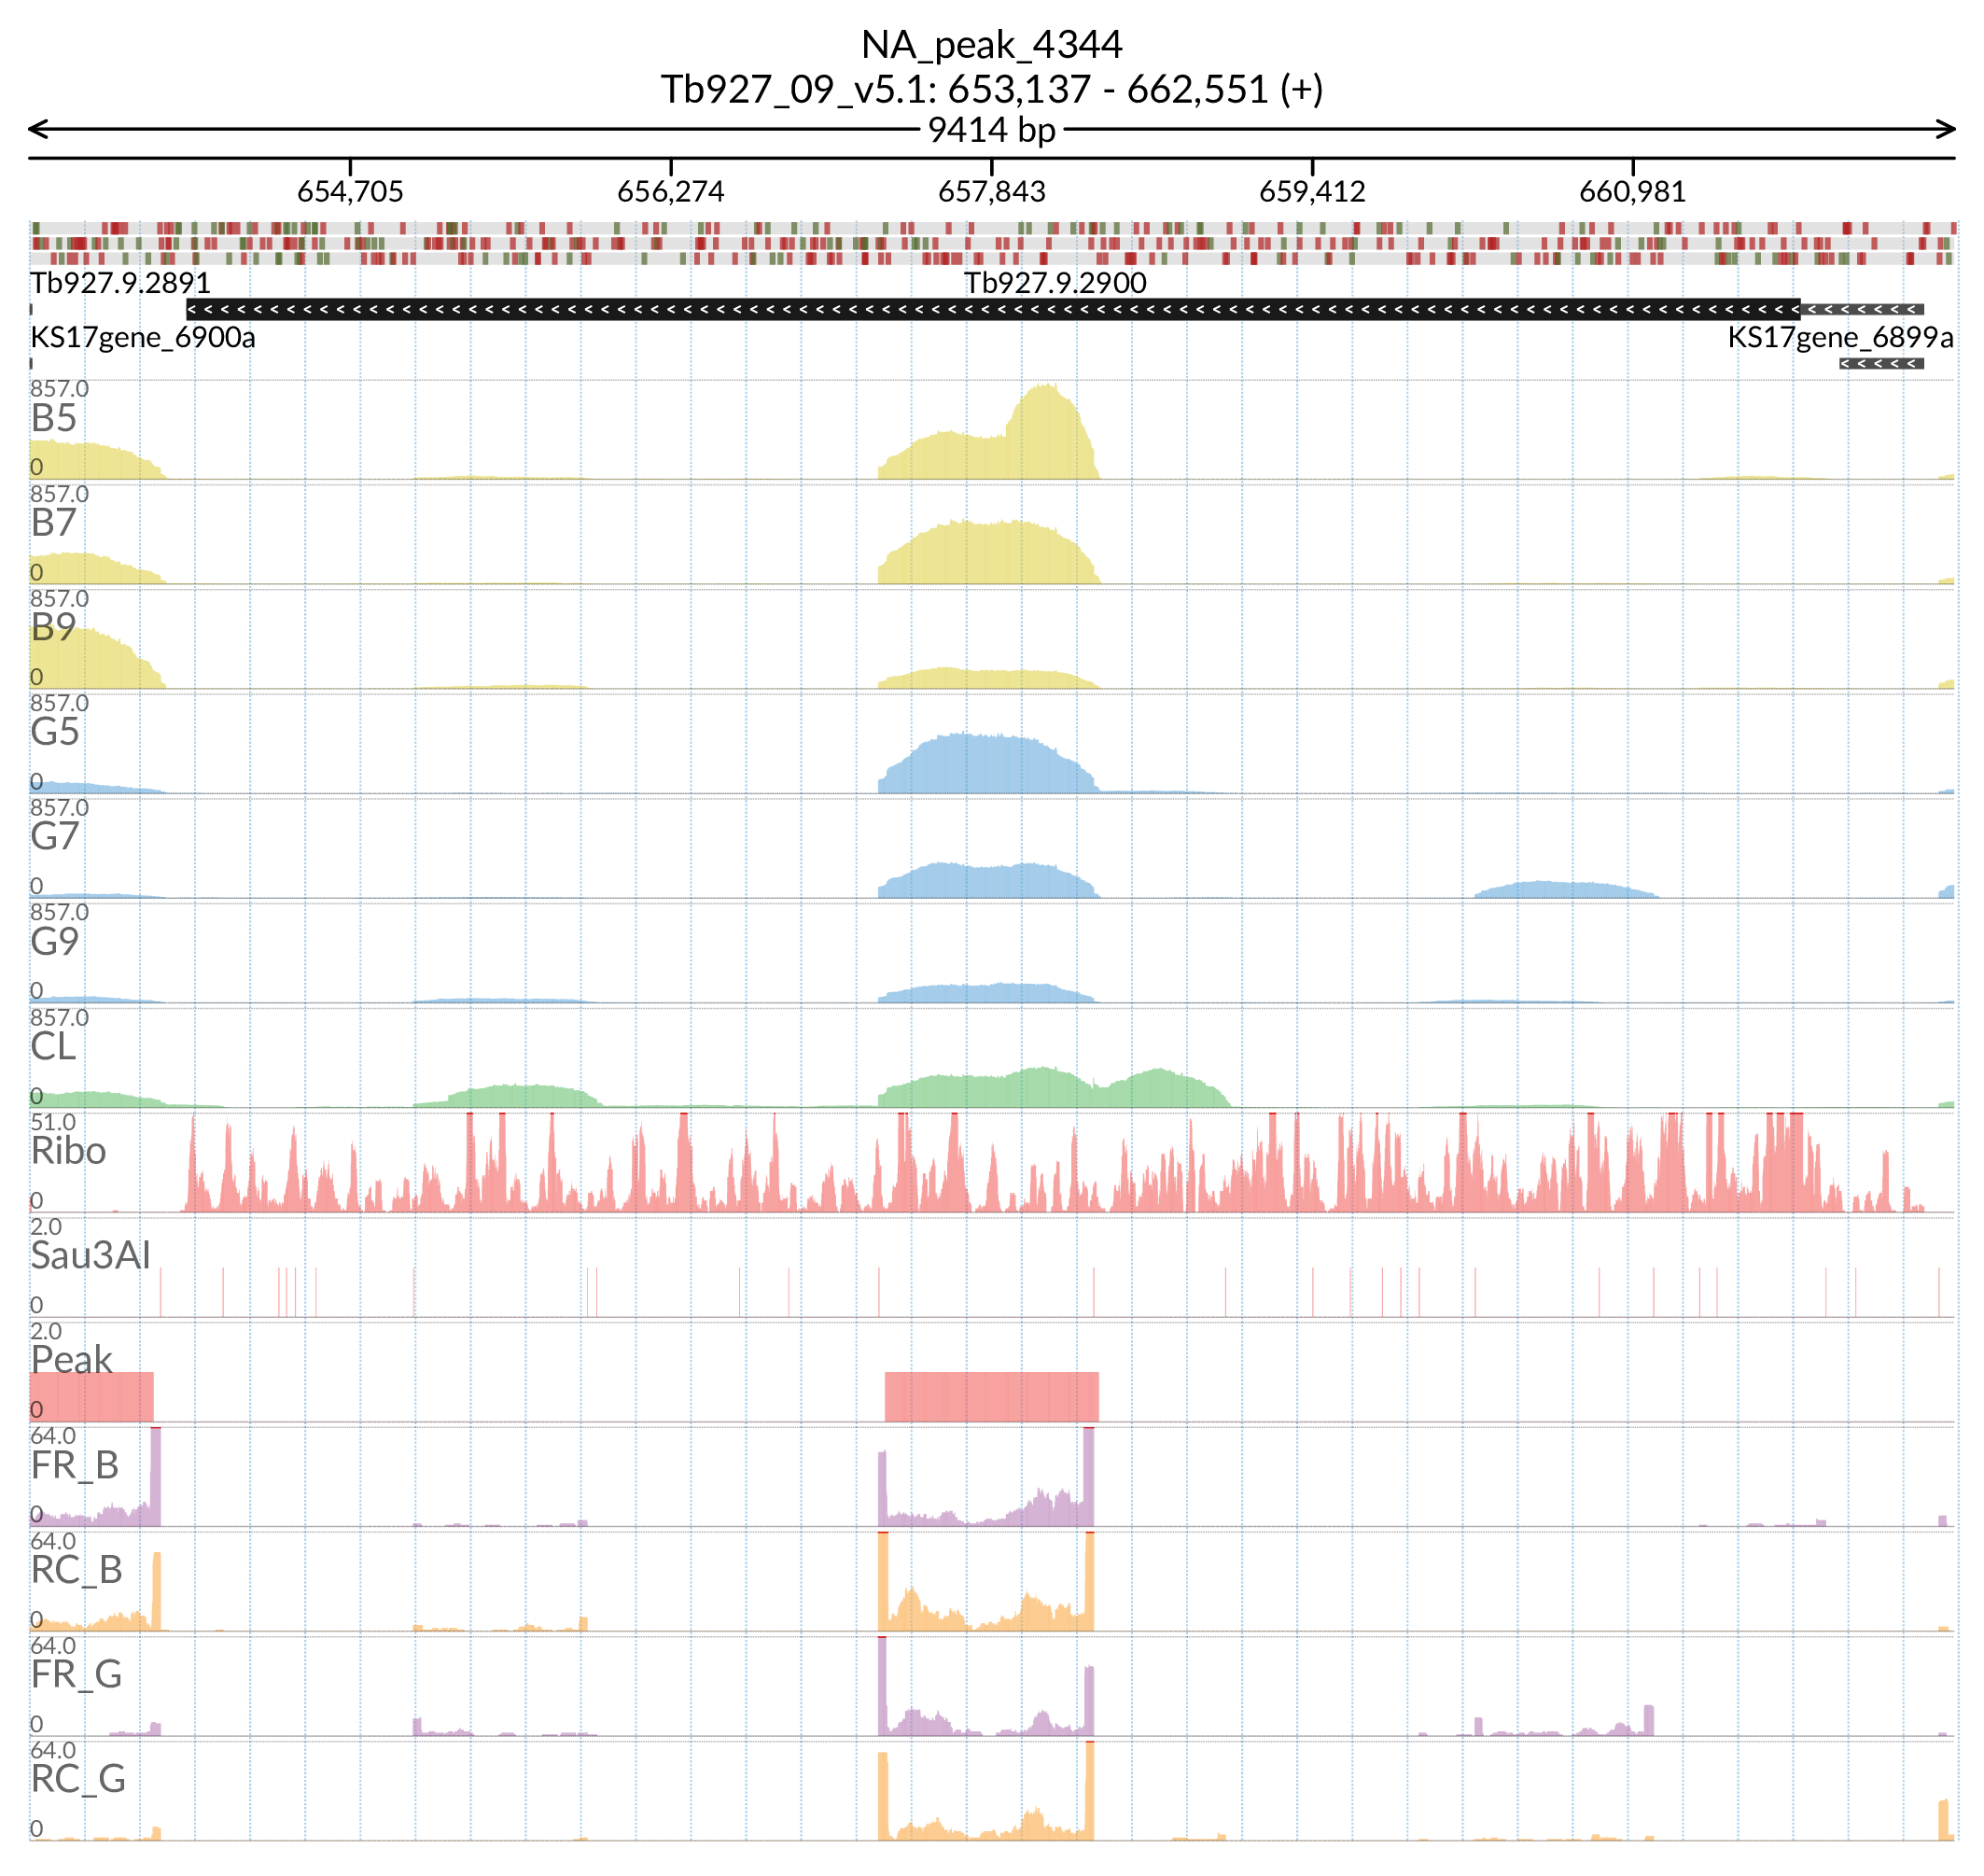 NA_peak_4344
Tb927_09_v5.1: 653,137 - 662,551 (+)
9414 bp
654,705 656,274 657,843 659,412 660,981
Tb927.9.2891 Tb927.9.2900
KS17gene_6900a KS17gene_6899a
857.0
B5
0
857.0
B7
0
857.0
B9
0
857.0
G5
0
857.0
G7
0
857.0
G9
0
857.0
CL
0
51.0
Ribo
0
2.0
Sau3AI
0
2.0
Peak
0
64.0
FR_B
0
64.0
RC_B
0
64.0
FR_G
0
64.0
RC_G
0